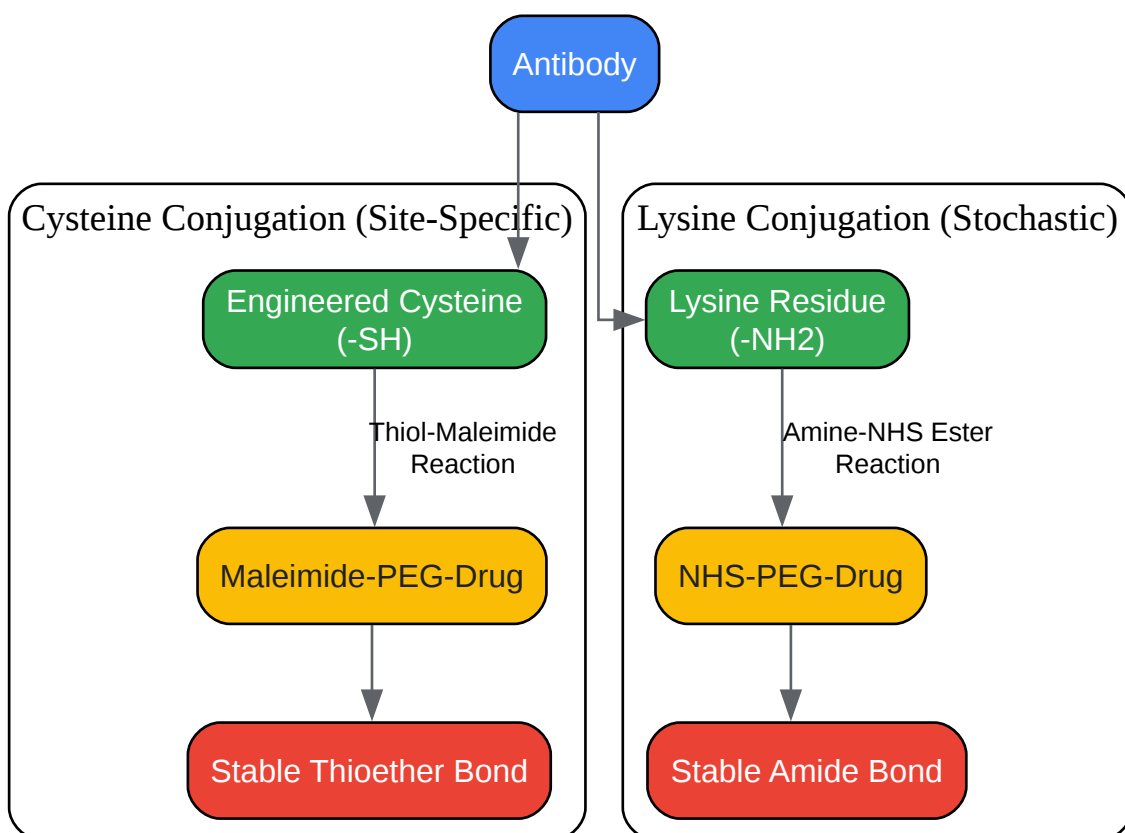 Antibody
Cysteine Conjugation (Site-Specific)
Engineered Cysteine
(-SH)
Thiol-Maleimide
Reaction
Maleimide-PEG-Drug
Stable Thioether Bond
Lysine Conjugation (Stochastic)
Lysine Residue
(-NH2)
Amine-NHS Ester
Reaction
NHS-PEG-Drug
Stable Amide Bond